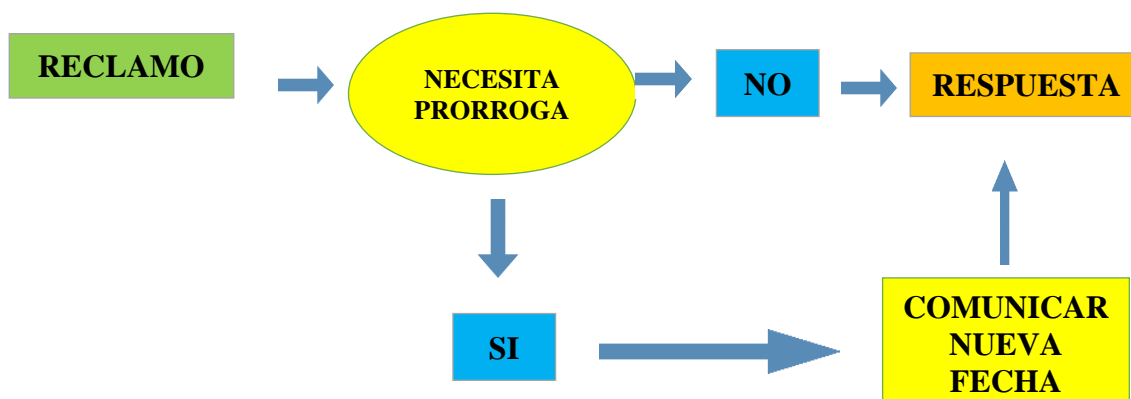 RECLAMO
NECESITA
PRORROGA
NO
RESPUESTA
SI
COMUNICAR
NUEVA
FECHA